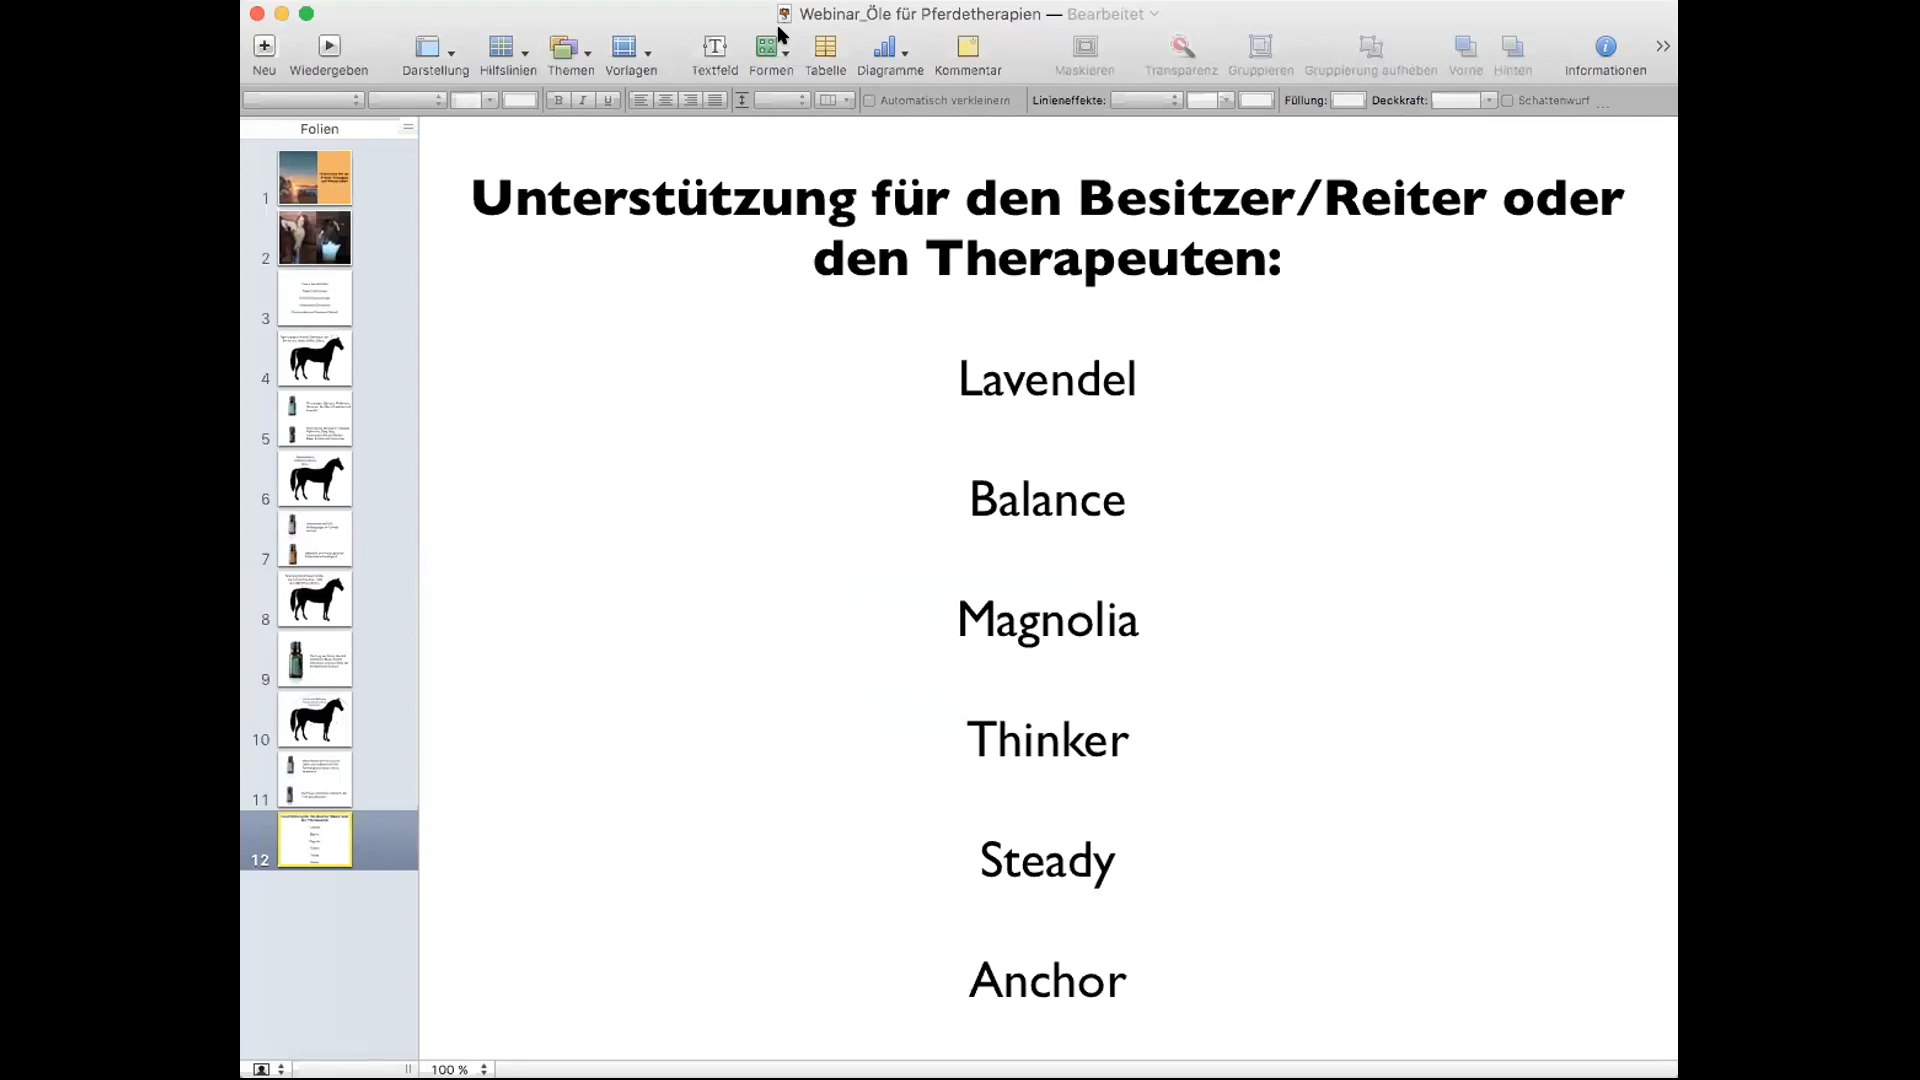 Webinar_Öle für Pferdetherapien — Bearbeitet
Neu Wiedergeben Darstellung Hilfslinien Themen Vorlagen Textfeld Formen Tabelle Diagramme Kommentar Maskieren Transparenz Gruppieren Gruppierung aufheben Vorne Hinten Informationen
B I U Automatisch verkleinern Linieneffekte: Füllung: Deckkraft: Schattenwurf ...
Folien
1
2
3
4
5
6
7
8
9
10
11
12
Unterstützung für den Besitzer/Reiter oder
den Therapeuten:
Lavendel
Balance
Magnolia
Thinker
Steady
Anchor
100 %